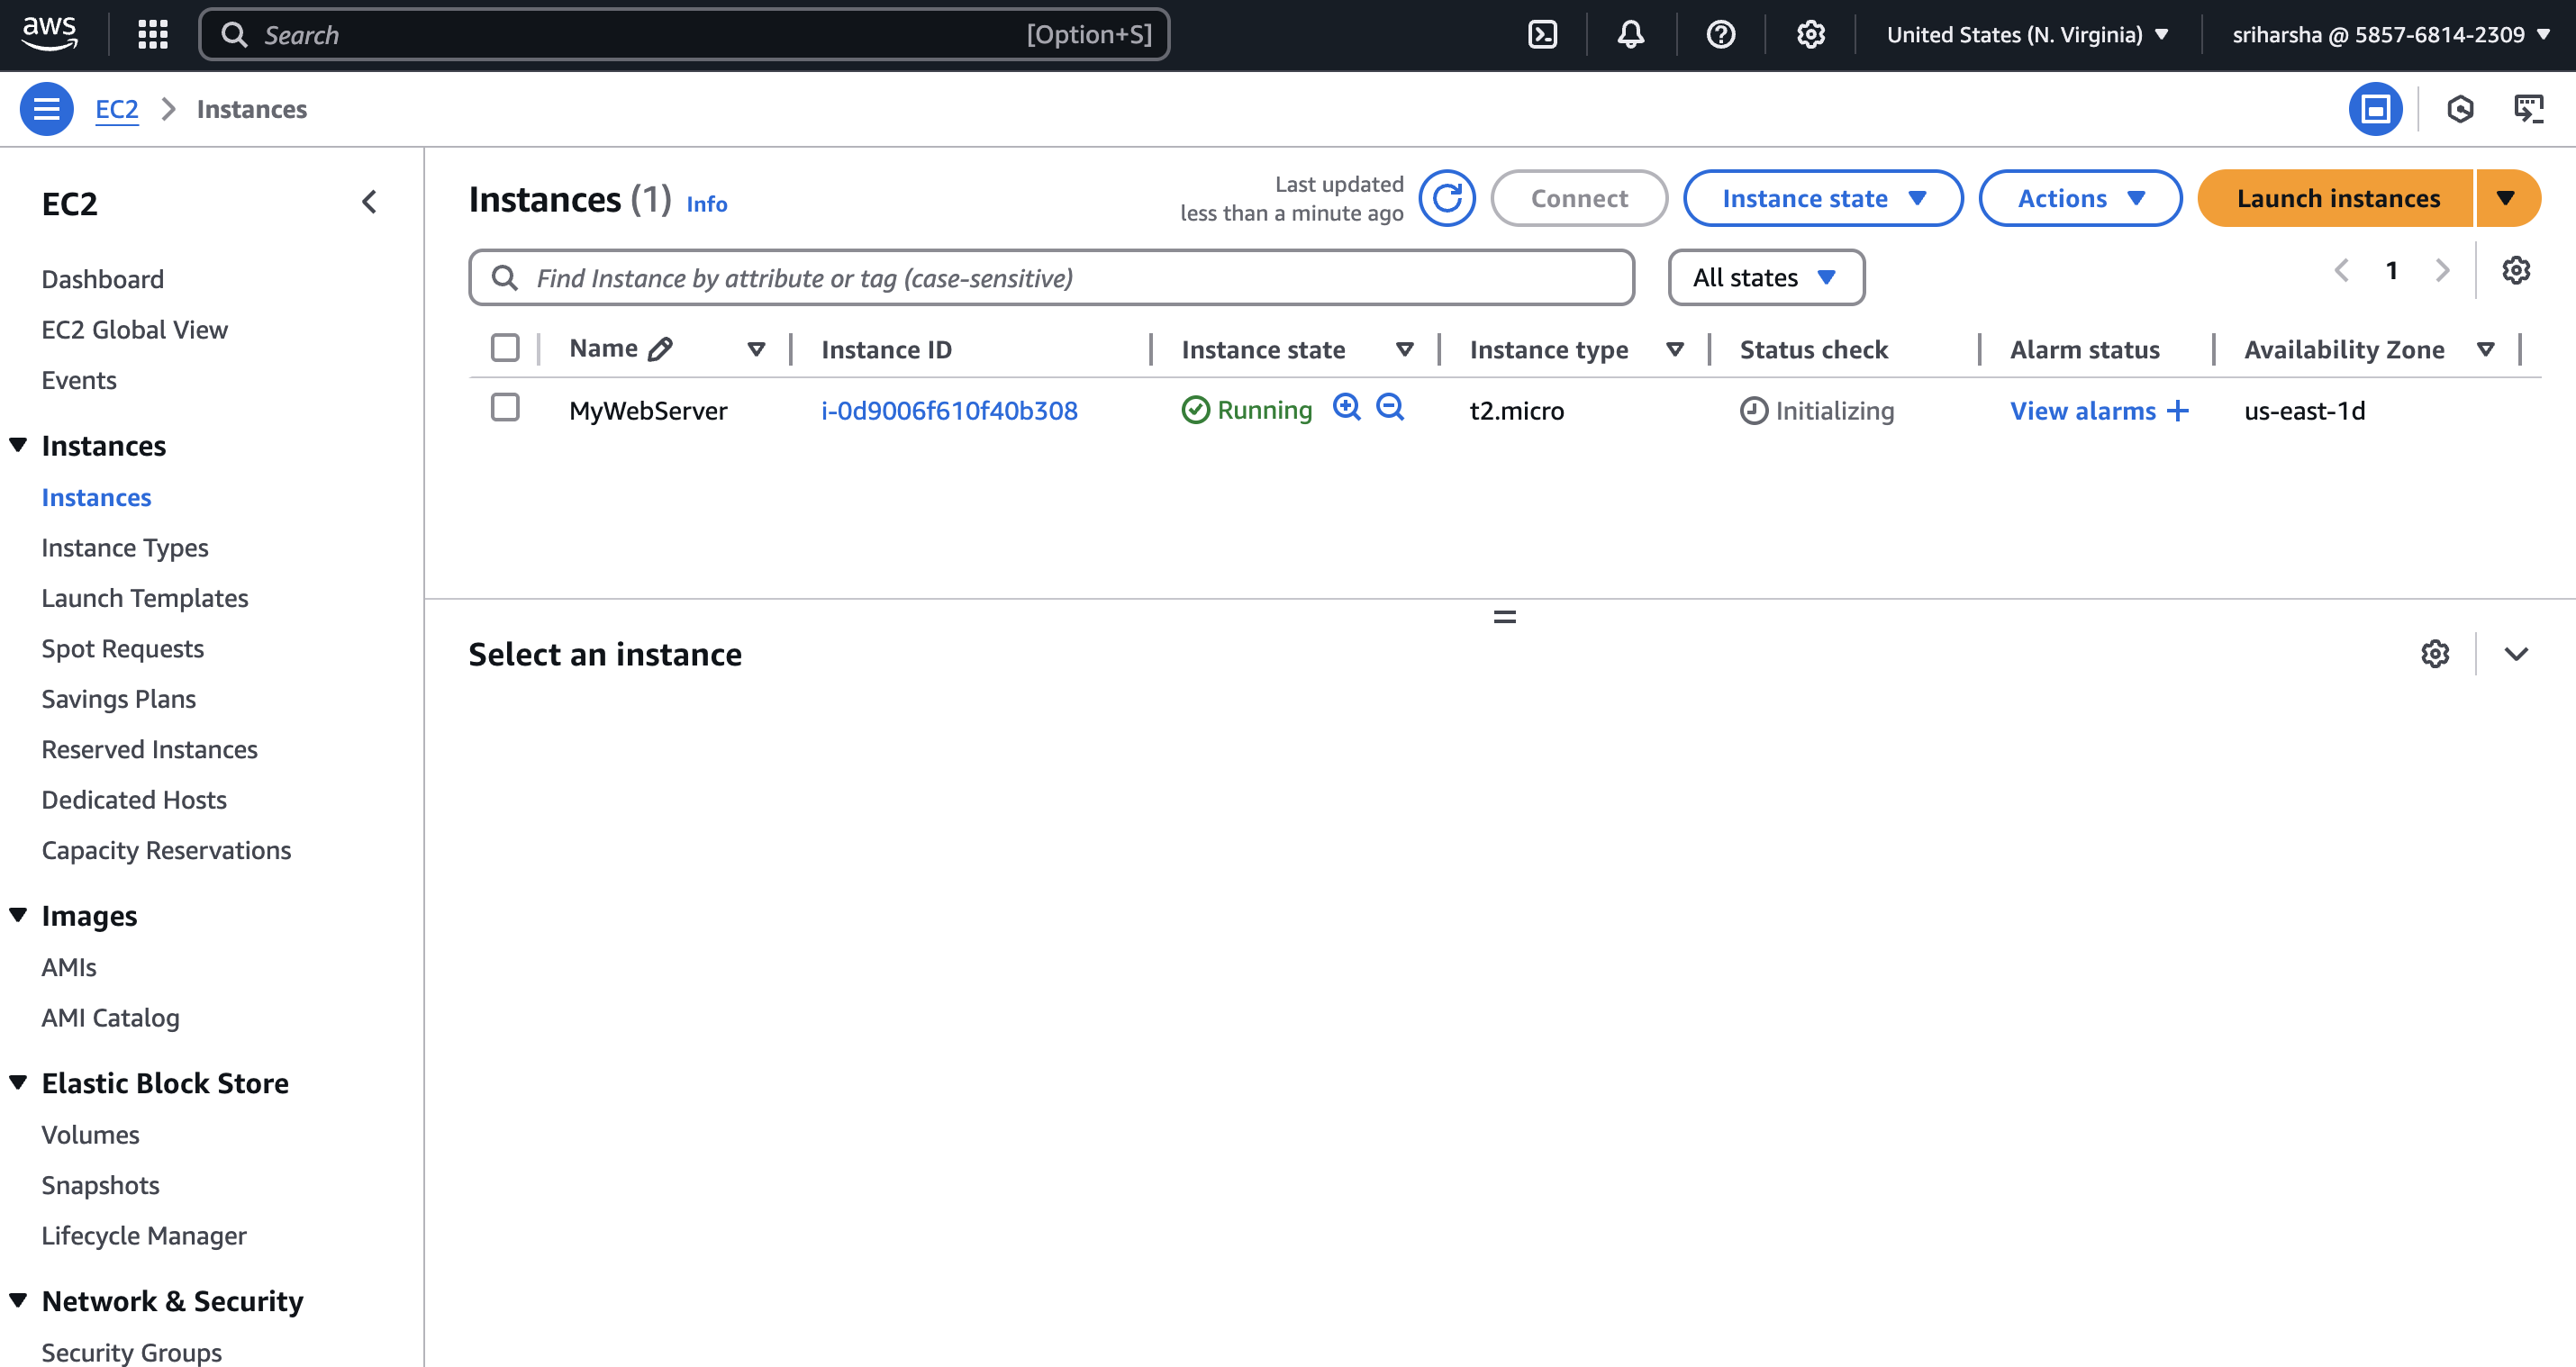 aws
Search [Option+S]
United States (N. Virginia)
sriharsha @ 5857-6814-2309
EC2 Instances
EC2
Dashboard
EC2 Global View
Events
Instances
Instances
Instance Types
Launch Templates
Spot Requests
Savings Plans
Reserved Instances
Dedicated Hosts
Capacity Reservations
Images
AMIs
AMI Catalog
Elastic Block Store
Volumes
Snapshots
Lifecycle Manager
Network & Security
Security Groups
Instances (1) Info
Last updated
less than a minute ago
Connect
Instance state
Actions
Launch instances
Find Instance by attribute or tag (case-sensitive)
All states
1
Name Instance ID Instance state Instance type Status check Alarm status Availability Zone
MyWebServer i-0d9006f610f40b308 Running t2.micro Initializing View alarms + us-east-1d
Select an instance